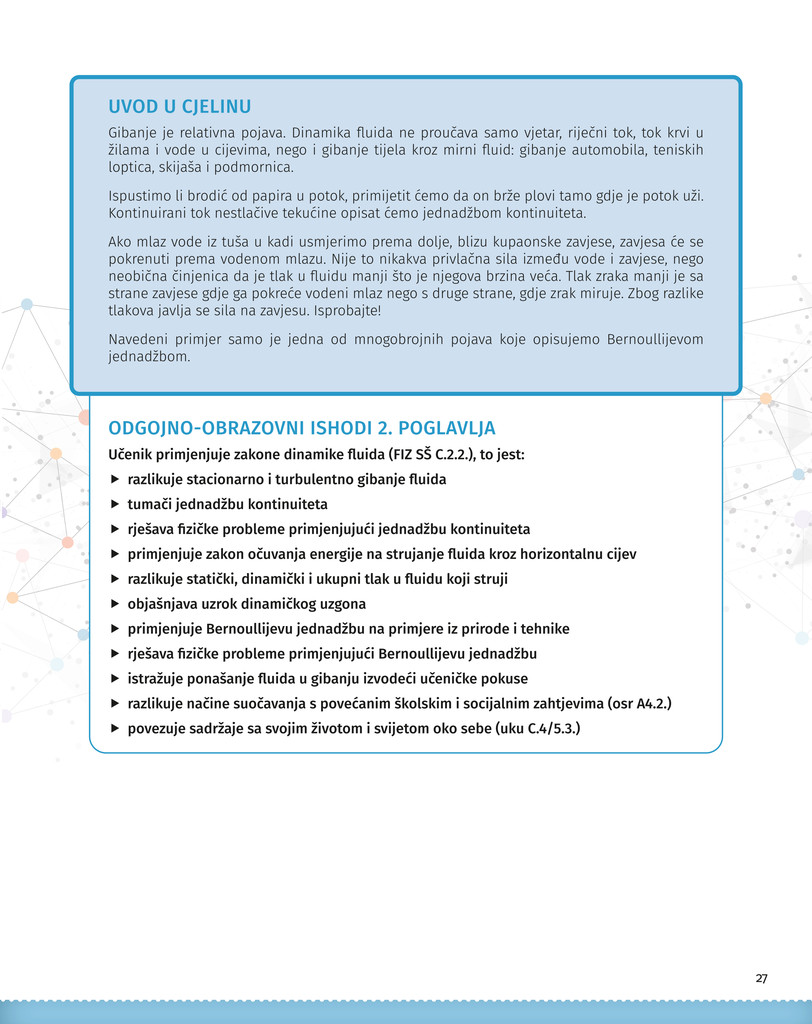 UVOD U CJELINU
Gibanje je relativna pojava. Dinamika fluida ne proučava samo vjetar, riječni tok, tok krvi u
žilama i vode u cijevima, nego i gibanje tijela kroz mirni fluid: gibanje automobila, teniskih
loptica, skijaša i podmornica.
Ispustimo li brodić od papira u potok, primijetit ćemo da on brže plovi tamo gdje je potok uži.
Kontinuirani tok nestlačive tekućine opisat ćemo jednadžbom kontinuiteta.
Ako mlaz vode iz tuša u kadi usmjerimo prema dolje, blizu kupaonske zavjese, zavjesa će se
pokrenuti prema vodenom mlazu. Nije to nikakva privlačna sila između vode i zavjese, nego
neobična činjenica da je tlak u fluidu manji što je njegova brzina veća. Tlak zraka manji je sa
strane zavjese gdje ga pokreće vodeni mlaz nego s druge strane, gdje zrak miruje. Zbog razlike
tlakova javlja se sila na zavjesu. Isprobajte!
Navedeni primjer samo je jedna od mnogobrojnih pojava koje opisujemo Bernoullijevom
jednadžbom.
ODGOJNO-OBRAZOVNI ISHODI 2. POGLAVLJA
Učenik primjenjuje zakone dinamike fluida (FIZ SŠ C.2.2.), to jest:
▶ razlikuje stacionarno i turbulentno gibanje fluida
▶ tumači jednadžbu kontinuiteta
▶ rješava fizičke probleme primjenjujući jednadžbu kontinuiteta
▶ primjenjuje zakon očuvanja energije na strujanje fluida kroz horizontalnu cijev
▶ razlikuje statički, dinamički i ukupni tlak u fluidu koji struji
▶ objašnjava uzrok dinamičkog uzgona
▶ primjenjuje Bernoullijevu jednadžbu na primjere iz prirode i tehnike
▶ rješava fizičke probleme primjenjujući Bernoullijevu jednadžbu
▶ istražuje ponašanje fluida u gibanju izvodeći učeničke pokuse
▶ razlikuje načine suočavanja s povećanim školskim i socijalnim zahtjevima (osr A4.2.)
▶ povezuje sadržaje sa svojim životom i svijetom oko sebe (uku C.4/5.3.)
27